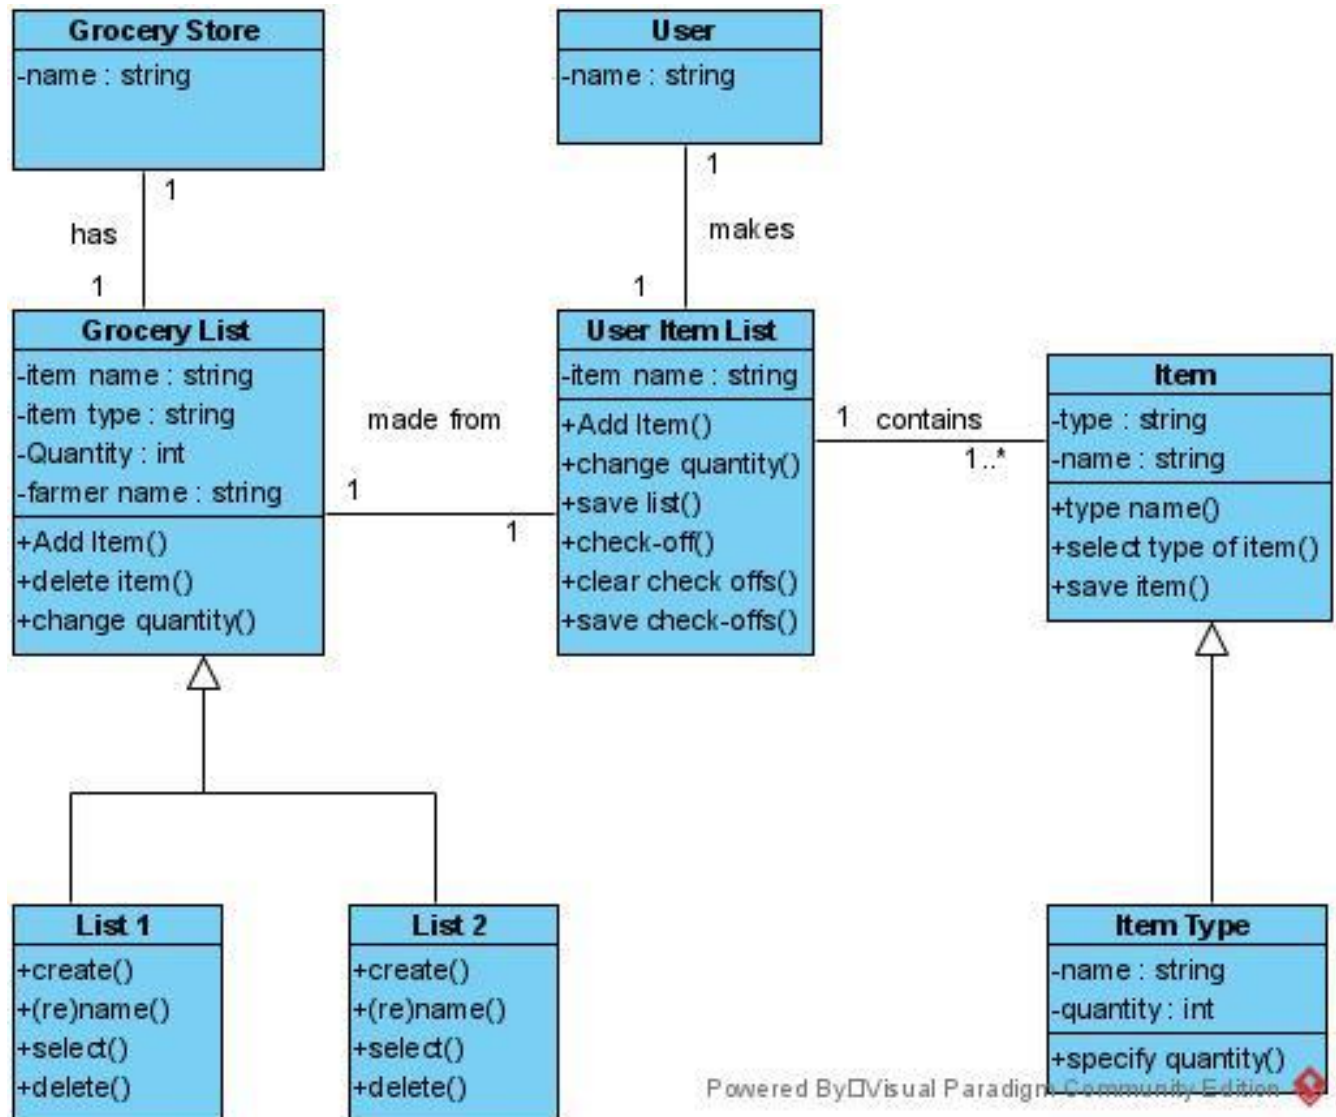 Grocery Store
-name : string
User
-name : string
1
has
1
1
makes
1
Grocery List
-item name : string
-item type : string
-Quantity : int
-farmer name : string
+Add Item()
+delete item()
+change quantity()
made from
1
1
User Item List
-item name : string
+Add Item()
+change quantity()
+save list()
+check-off()
+clear check offs()
+save check-offs()
1 contains
1..*
Item
-type : string
-name : string
+type name()
+select type of item()
+save item()
List 1
+create()
+(re)name()
+select()
+delete()
List 2
+create()
+(re)name()
+select()
+delete()
Item Type
-name : string
-quantity : int
+specify quantity()
Powered By□Visual Paradigm Community Edition